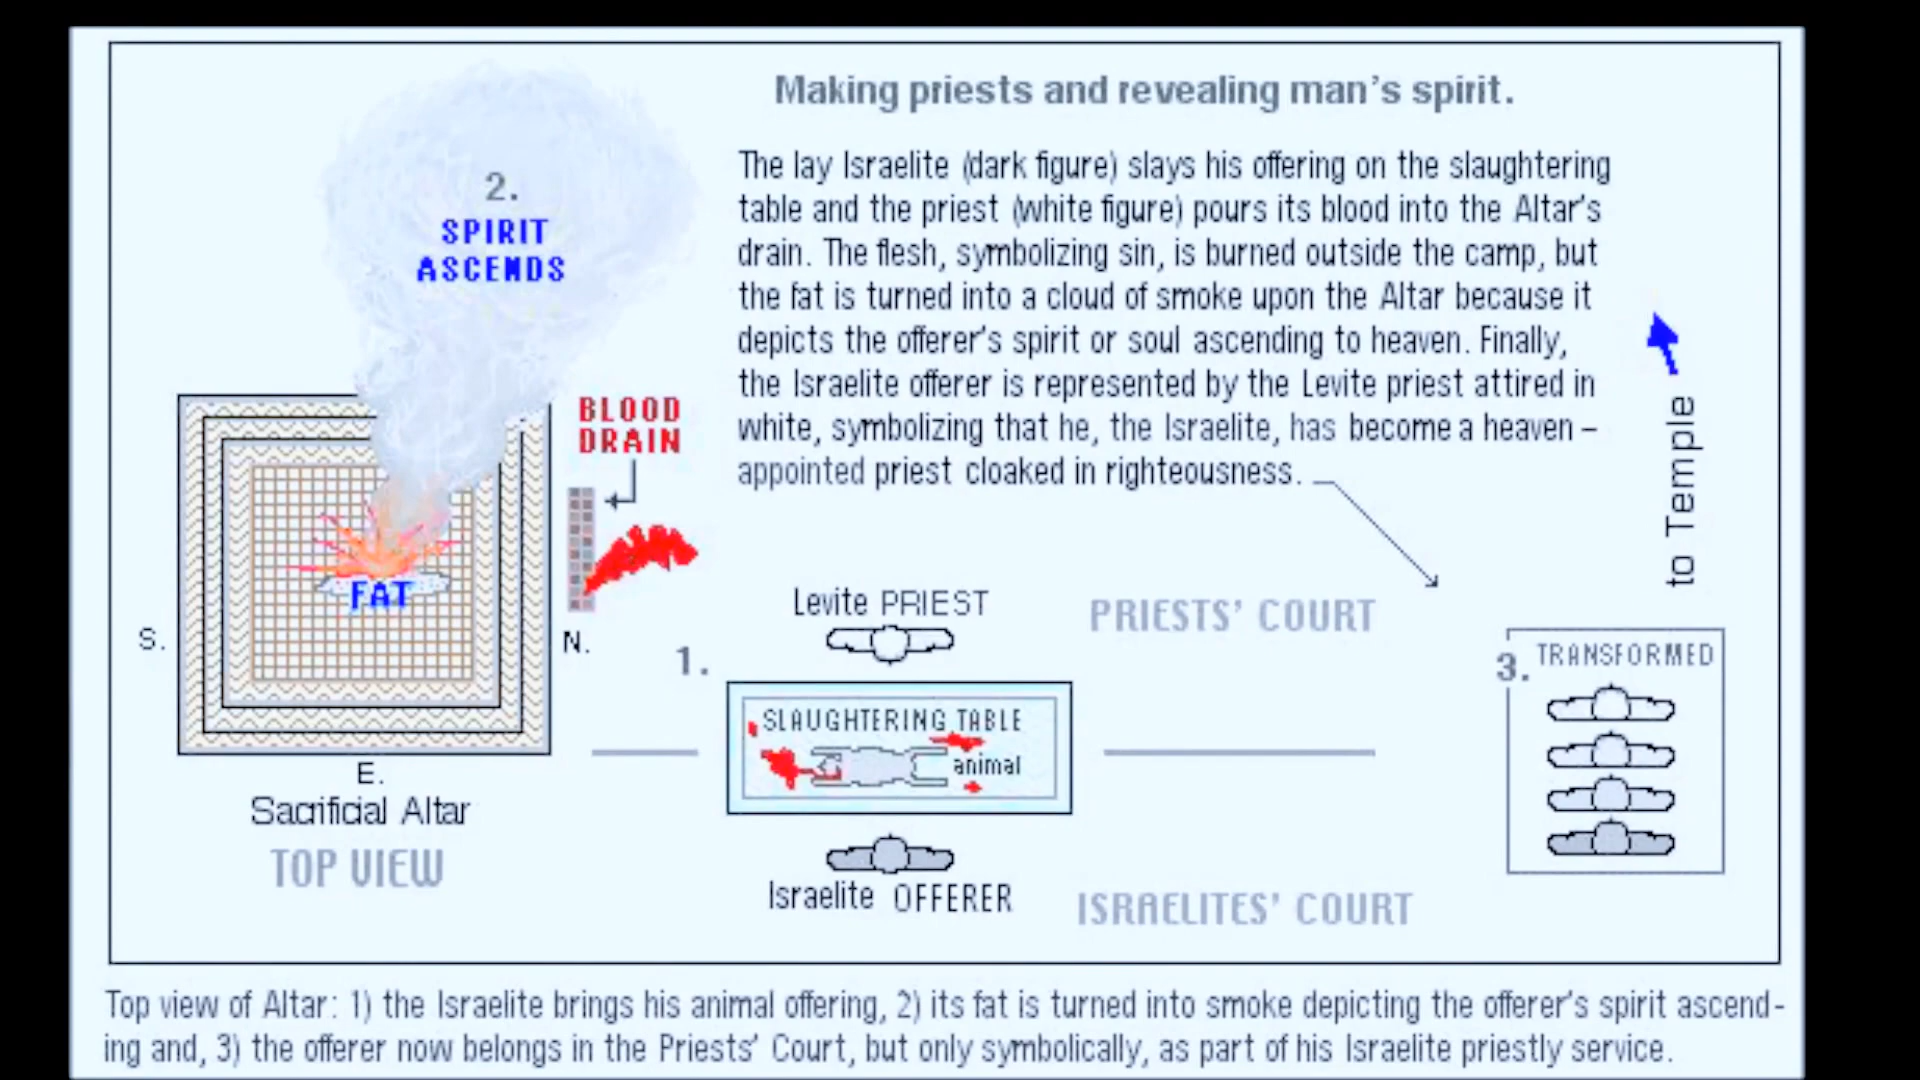 Making priests and revealing man's spirit.
The lay Israelite (dark figure) slays his offering on the slaughtering
table and the priest (white figure) pours its blood into the Altar's
drain. The flesh, symbolizing sin, is burned outside the camp, but
the fat is turned into a cloud of smoke upon the Altar because it
depicts the offerer's spirit or soul ascending to heaven. Finally,
the Israelite offerer is represented by the Levite priest attired in
white, symbolizing that he, the Israelite, has become a heaven –
appointed priest cloaked in righteousness.
2.
SPIRIT
ASCENDS
BLOOD
DRAIN
FAT
S.
N.
E.
Sacrificial Altar
TOP VIEW
1.
Levite PRIEST
SLAUGHTERING TABLE
animal
Israelite OFFERER
PRIESTS' COURT
ISRAELITES' COURT
to Temple
3. TRANSFORMED
Top view of Altar: 1) the Israelite brings his animal offering, 2) its fat is turned into smoke depicting the offerer's spirit ascend-
ing and, 3) the offerer now belongs in the Priests' Court, but only symbolically, as part of his Israelite priestly service.